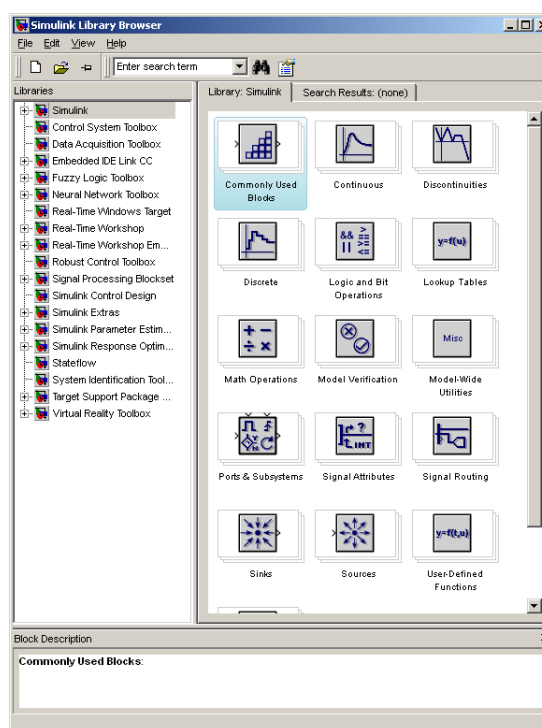 Simulink Library Browser
File Edit View Help
Enter search term
Libraries
Simulink
Control System Toolbox
Data Acquisition Toolbox
Embedded IDE Link CC
Fuzzy Logic Toolbox
Neural Network Toolbox
Real-Time Windows Target
Real-Time Workshop
Real-Time Workshop Em...
Robust Control Toolbox
Signal Processing Blockset
Simulink Control Design
Simulink Extras
Simulink Parameter Estim...
Simulink Response Optim...
Stateflow
System Identification Tool...
Target Support Package ...
Virtual Reality Toolbox
Library: Simulink
Search Results: (none)
Commonly Used
Blocks
Continuous
Discontinuities
Discrete
&& >
|| >=
<=
Logic and Bit
Operations
y=f(u)
Lookup Tables
+ −
÷ ×
Math Operations
Model Verification
Misc
Model-Wide
Utilities
Y
N
Ports & Subsystems
?
INT
Signal Attributes
Signal Routing
Sinks
Sources
y=f(t,u)
User-Defined
Functions
Block Description
Commonly Used Blocks: